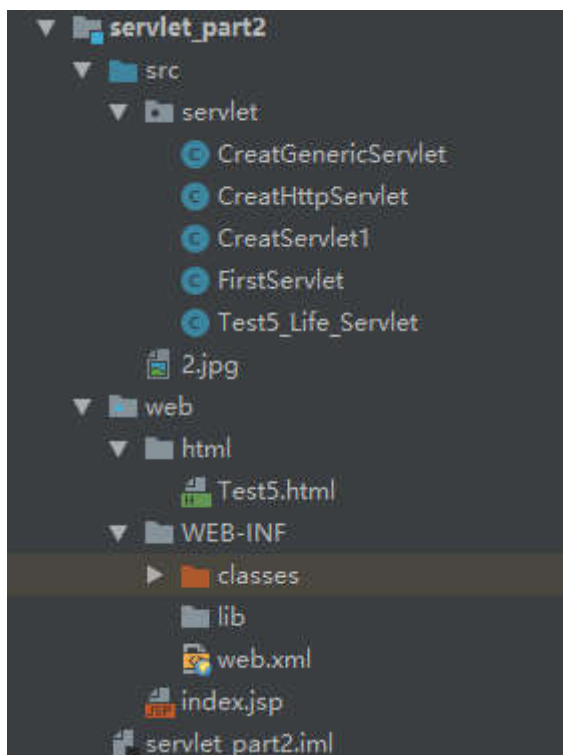 servlet_part2
src
servlet
CreatGenericServlet
CreatHttpServlet
CreatServlet1
FirstServlet
Test5_Life_Servlet
2.jpg
web
html
H
Test5.html
WEB-INF
classes
lib
web.xml
JSP
index.jsp
servlet_part2.iml